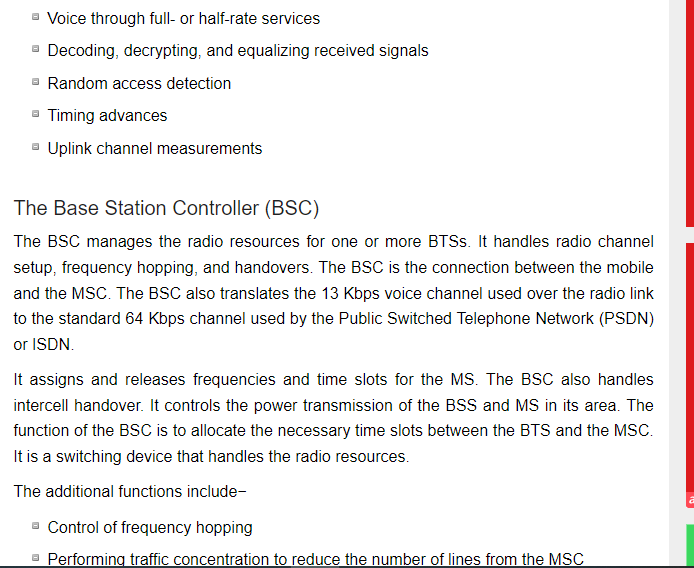 Voice through full- or half-rate services
Decoding, decrypting, and equalizing received signals
Random access detection
Timing advances
Uplink channel measurements
The Base Station Controller (BSC)
The BSC manages the radio resources for one or more BTSs. It handles radio channel
setup, frequency hopping, and handovers. The BSC is the connection between the mobile
and the MSC. The BSC also translates the 13 Kbps voice channel used over the radio link
to the standard 64 Kbps channel used by the Public Switched Telephone Network (PSDN)
or ISDN.
It assigns and releases frequencies and time slots for the MS. The BSC also handles
intercell handover. It controls the power transmission of the BSS and MS in its area. The
function of the BSC is to allocate the necessary time slots between the BTS and the MSC.
It is a switching device that handles the radio resources.
The additional functions include−
Control of frequency hopping
Performing traffic concentration to reduce the number of lines from the MSC